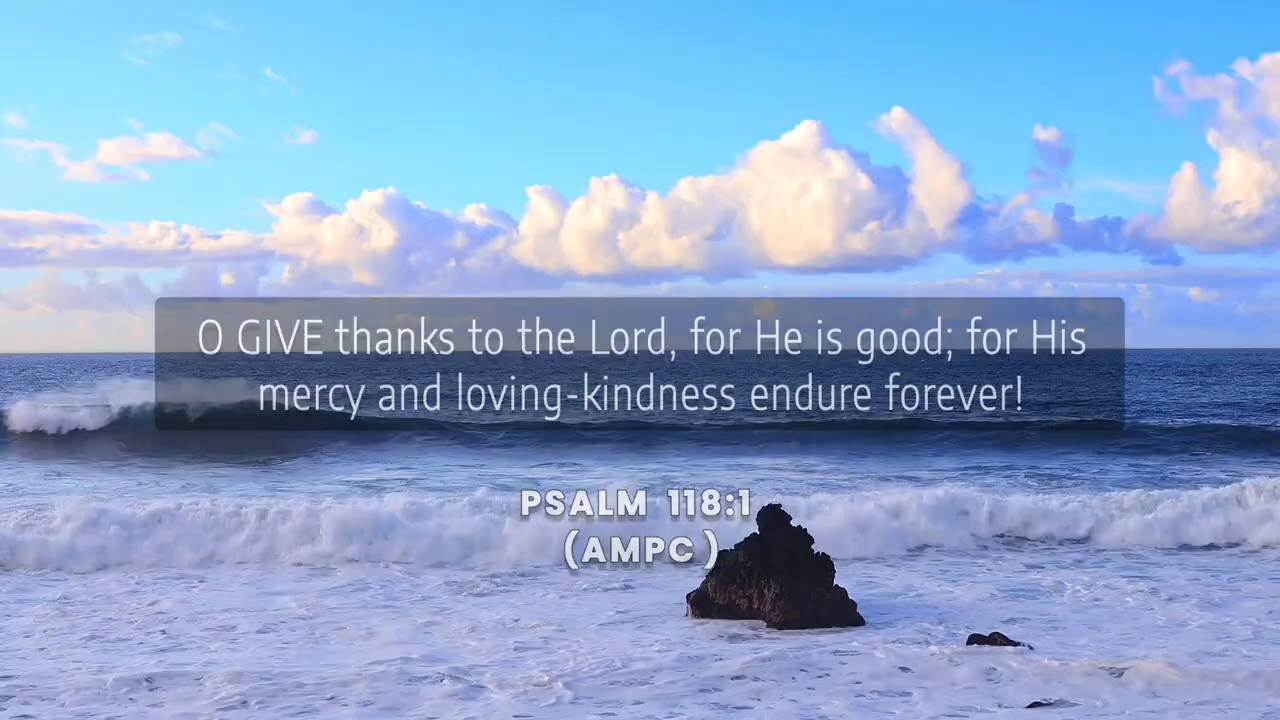 O GIVE thanks to the Lord, for He is good; for His
mercy and loving-kindness endure forever!
PSALM 118:1
(AMPC )